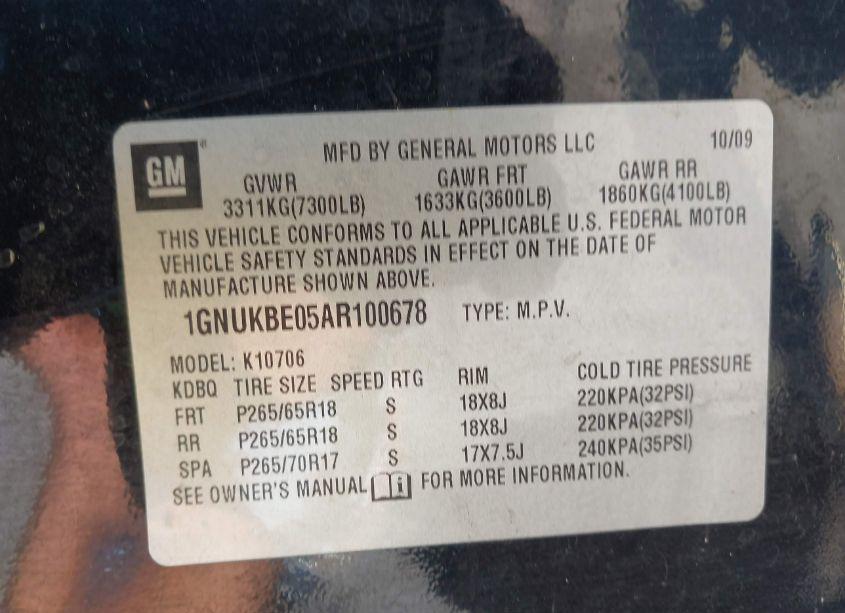 GM
MFD BY GENERAL MOTORS LLC 10/09
GVWR GAWR FRT GAWR RR
3311KG(7300LB) 1633KG(3600LB) 1860KG(4100LB)
THIS VEHICLE CONFORMS TO ALL APPLICABLE U.S. FEDERAL MOTOR
VEHICLE SAFETY STANDARDS IN EFFECT ON THE DATE OF
MANUFACTURE SHOWN ABOVE.
1GNUKBE05AR100678 TYPE: M.P.V.
MODEL: K10706
KDBQ TIRE SIZE SPEED RTG RIM COLD TIRE PRESSURE
FRT P265/65R18 S 18X8J 220KPA(32PSI)
RR P265/65R18 S 18X8J 220KPA(32PSI)
SPA P265/70R17 S 17X7.5J 240KPA(35PSI)
SEE OWNER'S MANUAL i FOR MORE INFORMATION.